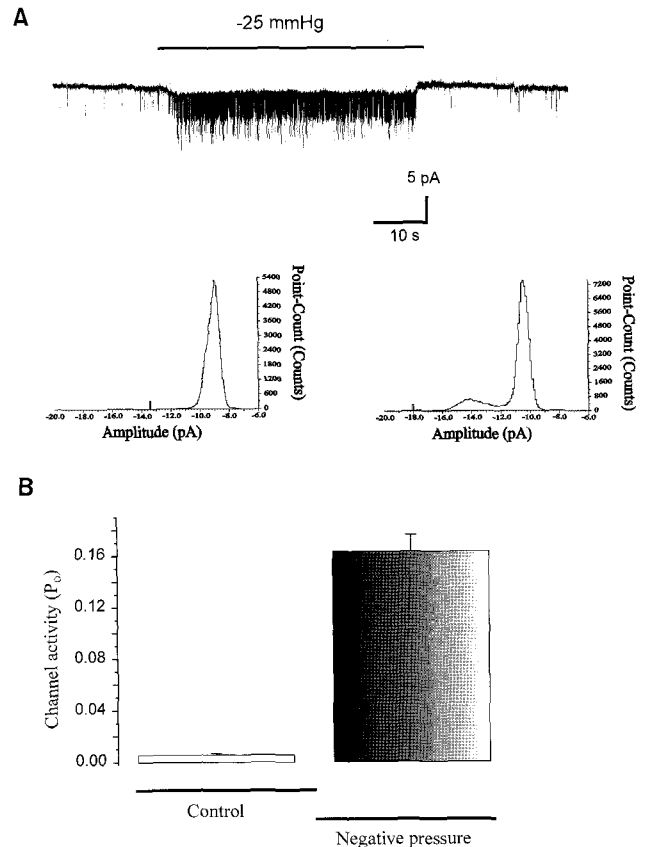 A
-25 mmHg
5 pA
10 s
5400
4800
4200
3600
3000
2400
1800
1200
600
0
Point-Count (Counts)
-20.0 -18.0 -16.0 -14.0 -12.0 -10.0 -8.0 -6.0
Amplitude (pA)
7200
6400
5600
4800
4000
3200
2400
1600
800
0
Point-Count (Counts)
-20.0 -18.0 -16.0 -14.0 -12.0 -10.0 -8.0 -6.0
Amplitude (pA)
B
Channel activity (Po)
0.16
0.12
0.08
0.04
0.00
Control
Negative pressure